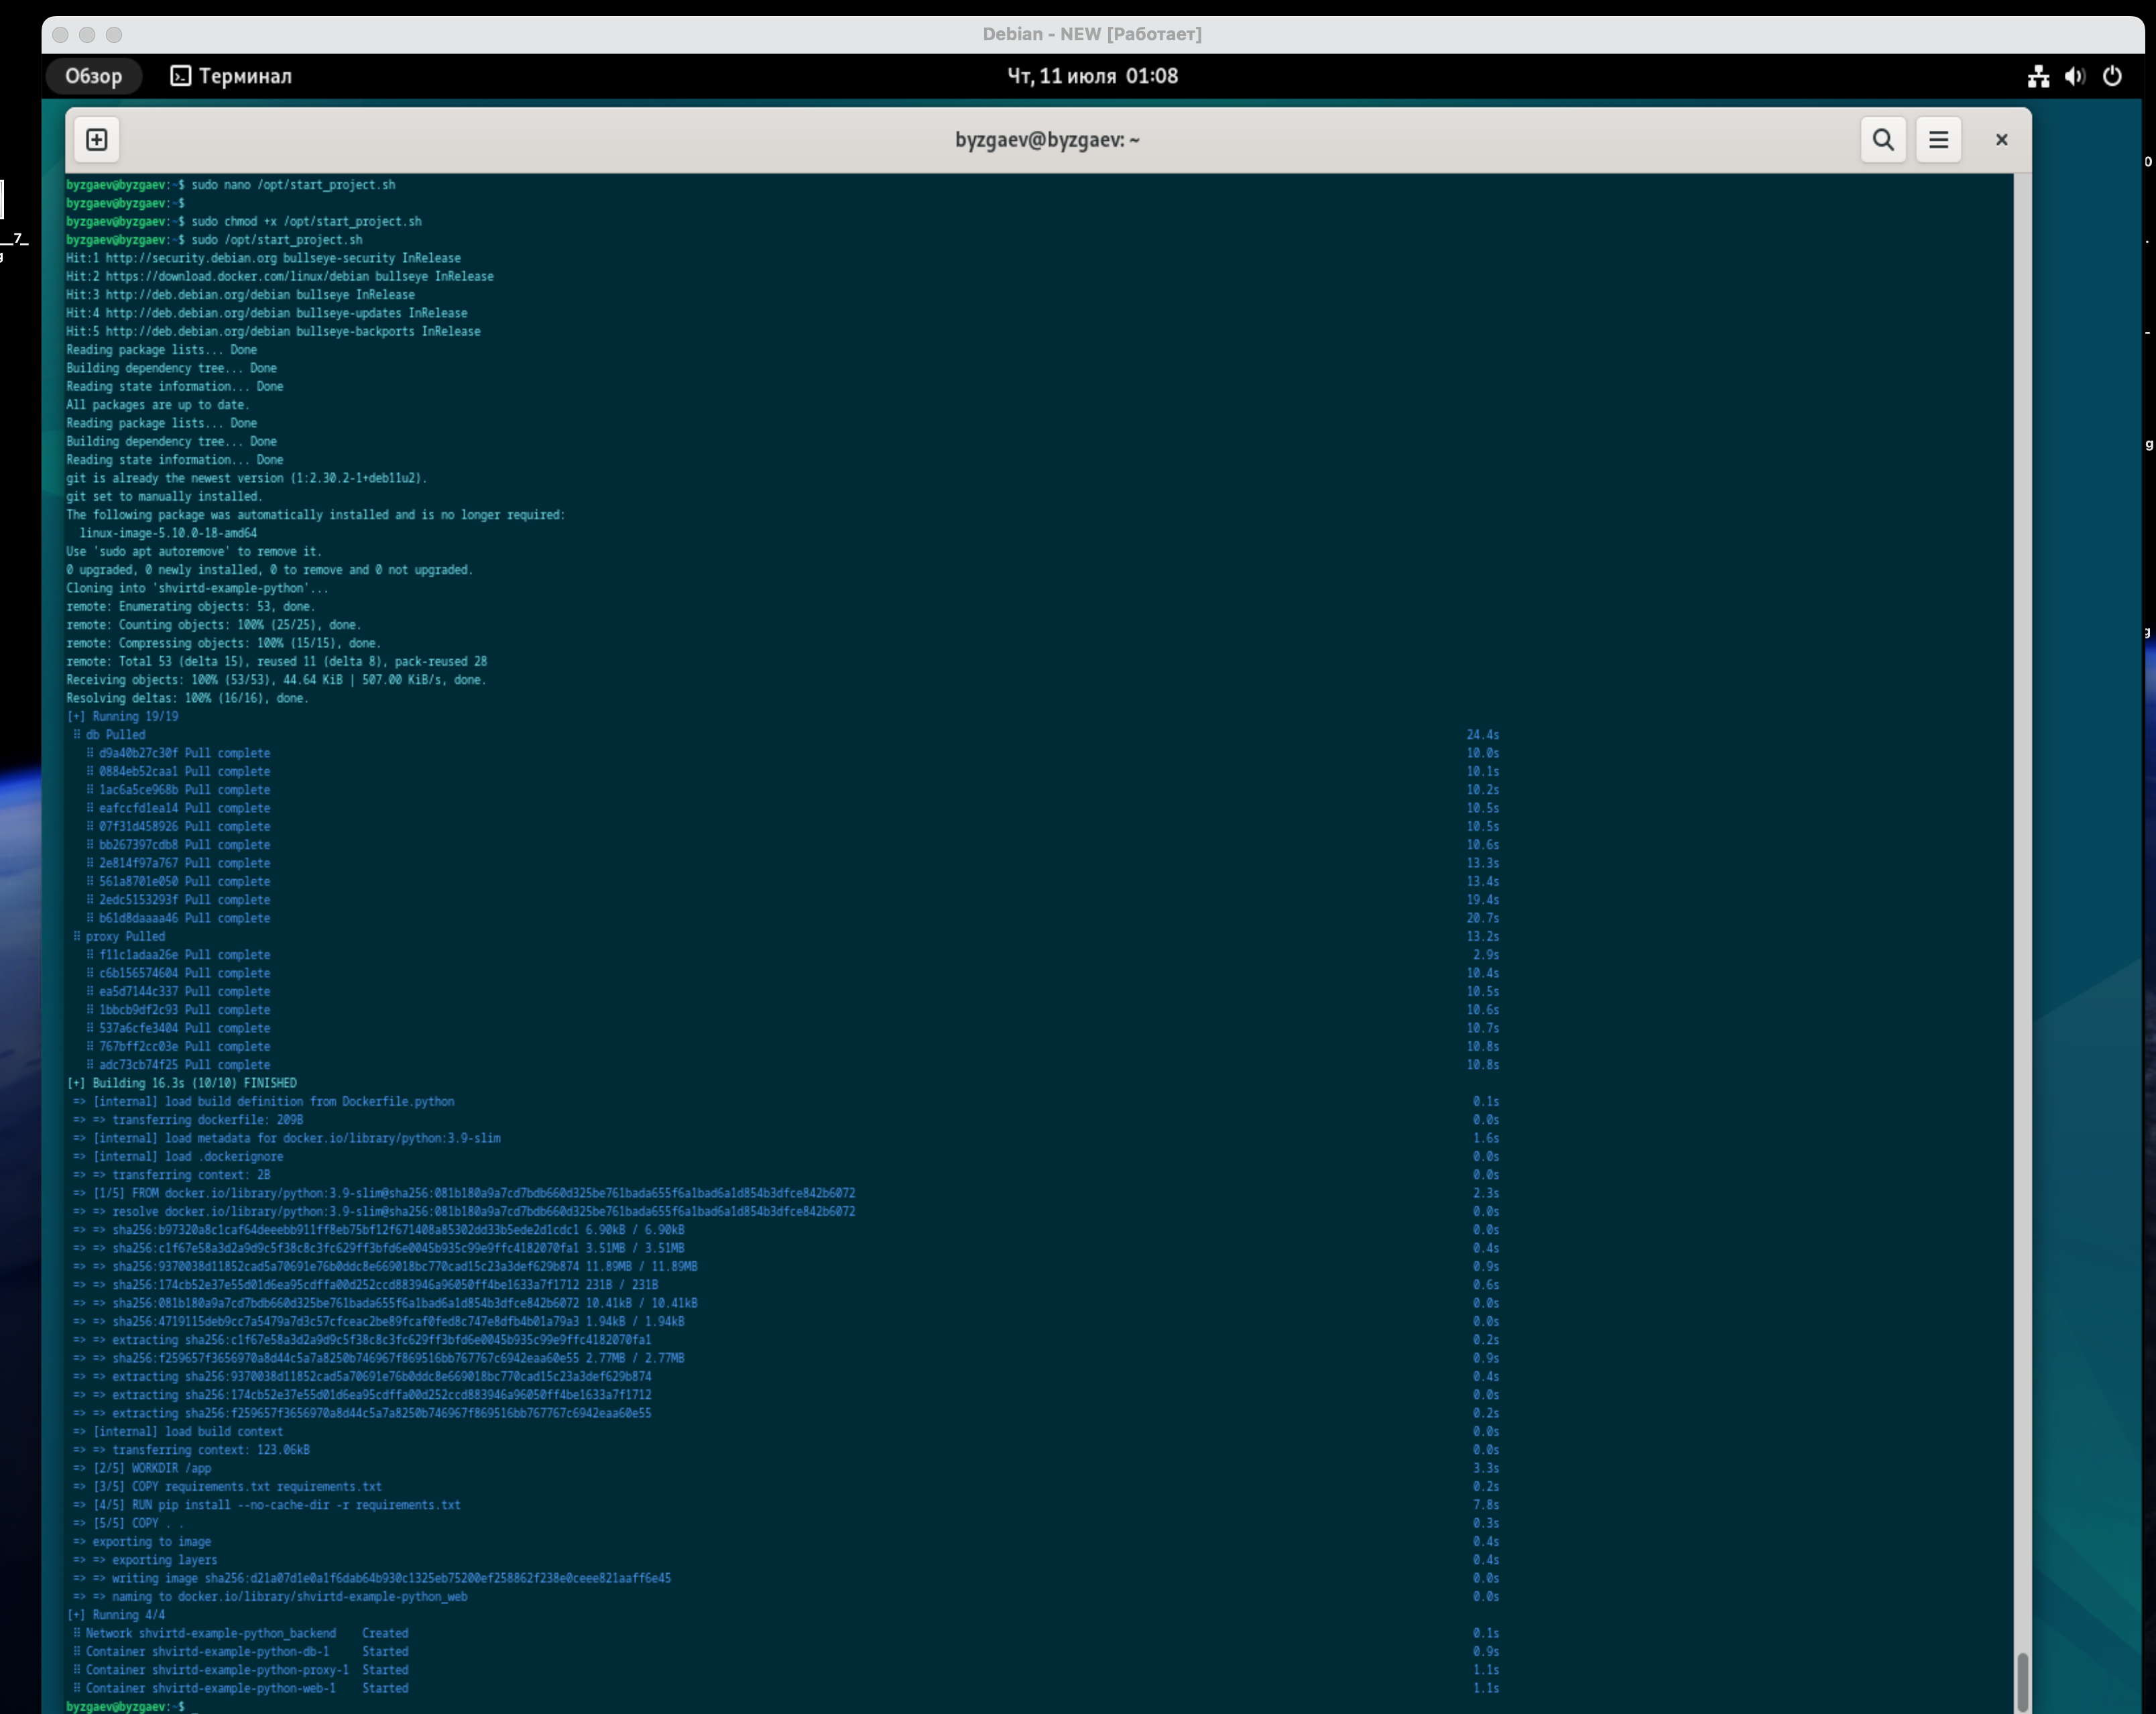 Debian - NEW [Работает]
Обзор Терминал Чт, 11 июля 01:08
byzgaev@byzgaev: ~
byzgaev@byzgaev:~$ sudo nano /opt/start_project.sh
byzgaev@byzgaev:~$
byzgaev@byzgaev:~$ sudo chmod +x /opt/start_project.sh
byzgaev@byzgaev:~$ sudo /opt/start_project.sh
Hit:1 http://security.debian.org bullseye-security InRelease
Hit:2 https://download.docker.com/linux/debian bullseye InRelease
Hit:3 http://deb.debian.org/debian bullseye InRelease
Hit:4 http://deb.debian.org/debian bullseye-updates InRelease
Hit:5 http://deb.debian.org/debian bullseye-backports InRelease
Reading package lists... Done
Building dependency tree... Done
Reading state information... Done
All packages are up to date.
Reading package lists... Done
Building dependency tree... Done
Reading state information... Done
git is already the newest version (1:2.30.2-1+deb11u2).
git set to manually installed.
The following package was automatically installed and is no longer required:
linux-image-5.10.0-18-amd64
Use 'sudo apt autoremove' to remove it.
0 upgraded, 0 newly installed, 0 to remove and 0 not upgraded.
Cloning into 'shvirtd-example-python'...
remote: Enumerating objects: 53, done.
remote: Counting objects: 100% (25/25), done.
remote: Compressing objects: 100% (15/15), done.
remote: Total 53 (delta 15), reused 11 (delta 8), pack-reused 28
Receiving objects: 100% (53/53), 44.64 KiB | 507.00 KiB/s, done.
Resolving deltas: 100% (16/16), done.
[+] Running 19/19
⠿ db Pulled 24.4s
⠿ d9a40b27c30f Pull complete 10.0s
⠿ 0884eb52caa1 Pull complete 10.1s
⠿ 1ac6a5ce968b Pull complete 10.2s
⠿ eafccfd1ea14 Pull complete 10.5s
⠿ 07f31d458926 Pull complete 10.5s
⠿ bb267397cdb8 Pull complete 10.6s
⠿ 2e814f97a767 Pull complete 13.3s
⠿ 561a8701e050 Pull complete 13.4s
⠿ 2edc5153293f Pull complete 19.4s
⠿ b61d8daaaa46 Pull complete 20.7s
⠿ proxy Pulled 13.2s
⠿ f11c1adaa26e Pull complete 2.9s
⠿ c6b156574604 Pull complete 10.4s
⠿ ea5d7144c337 Pull complete 10.5s
⠿ 1bbcb9df2c93 Pull complete 10.6s
⠿ 537a6cfe3404 Pull complete 10.7s
⠿ 767bff2cc03e Pull complete 10.8s
⠿ adc73cb74f25 Pull complete 10.8s
[+] Building 16.3s (10/10) FINISHED
=> [internal] load build definition from Dockerfile.python 0.1s
=> => transferring dockerfile: 209B 0.0s
=> [internal] load metadata for docker.io/library/python:3.9-slim 1.6s
=> [internal] load .dockerignore 0.0s
=> => transferring context: 2B 0.0s
=> [1/5] FROM docker.io/library/python:3.9-slim@sha256:081b180a9a7cd7bdb660d325be761bada655f6a1bad6a1d854b3dfce842b6072 2.3s
=> => resolve docker.io/library/python:3.9-slim@sha256:081b180a9a7cd7bdb660d325be761bada655f6a1bad6a1d854b3dfce842b6072 0.0s
=> => sha256:b97320a8c1caf64deeebb911ff8eb75bf12f671408a85302dd33b5ede2d1cdc1 6.90kB / 6.90kB 0.0s
=> => sha256:c1f67e58a3d2a9d9c5f38c8c3fc629ff3bfd6e0045b935c99e9ffc4182070fa1 3.51MB / 3.51MB 0.4s
=> => sha256:9370038d11852cad5a70691e76b0ddc8e669018bc770cad15c23a3def629b874 11.89MB / 11.89MB 0.9s
=> => sha256:174cb52e37e55d01d6ea95cdffa00d252ccd883946a96050ff4be1633a7f1712 231B / 231B 0.6s
=> => sha256:081b180a9a7cd7bdb660d325be761bada655f6a1bad6a1d854b3dfce842b6072 10.41kB / 10.41kB 0.0s
=> => sha256:4719115deb9cc7a5479a7d3c57cfceac2be89fcaf0fed8c747e8dfb4b01a79a3 1.94kB / 1.94kB 0.0s
=> => extracting sha256:c1f67e58a3d2a9d9c5f38c8c3fc629ff3bfd6e0045b935c99e9ffc4182070fa1 0.2s
=> => sha256:f259657f3656970a8d44c5a7a8250b746967f869516bb767767c6942eaa60e55 2.77MB / 2.77MB 0.9s
=> => extracting sha256:9370038d11852cad5a70691e76b0ddc8e669018bc770cad15c23a3def629b874 0.4s
=> => extracting sha256:174cb52e37e55d01d6ea95cdffa00d252ccd883946a96050ff4be1633a7f1712 0.0s
=> => extracting sha256:f259657f3656970a8d44c5a7a8250b746967f869516bb767767c6942eaa60e55 0.2s
=> [internal] load build context 0.0s
=> => transferring context: 123.06kB 0.0s
=> [2/5] WORKDIR /app 3.3s
=> [3/5] COPY requirements.txt requirements.txt 0.2s
=> [4/5] RUN pip install --no-cache-dir -r requirements.txt 7.8s
=> [5/5] COPY . . 0.3s
=> exporting to image 0.4s
=> => exporting layers 0.4s
=> => writing image sha256:d21a07d1e0a1f6dab64b930c1325eb75200ef258862f238e0ceee821aaff6e45 0.0s
=> => naming to docker.io/library/shvirtd-example-python_web 0.0s
[+] Running 4/4
⠿ Network shvirtd-example-python_backend Created 0.1s
⠿ Container shvirtd-example-python-db-1 Started 0.9s
⠿ Container shvirtd-example-python-proxy-1 Started 1.1s
⠿ Container shvirtd-example-python-web-1 Started 1.1s
byzgaev@byzgaev:~$